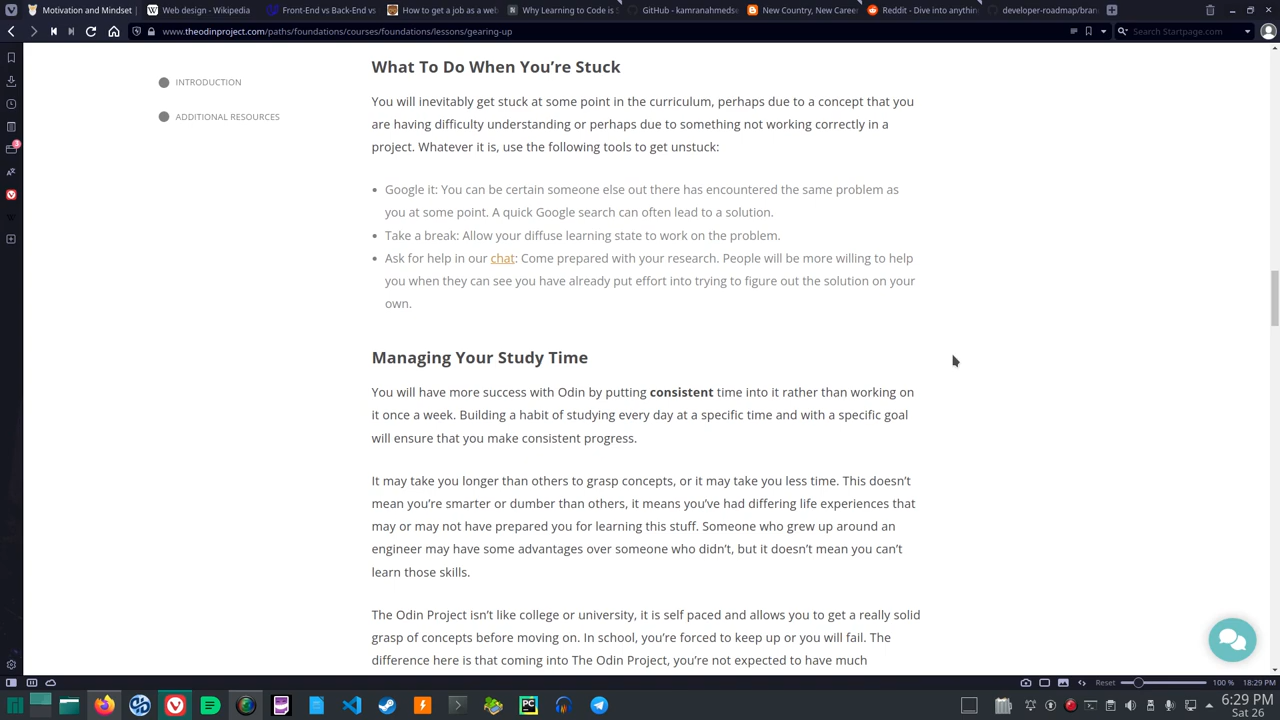 Motivation and Mindset
Web design - Wikipedia
Front-End vs Back-End vs
How to get a job as a web
Why Learning to Code is
GitHub - kamranahmedse
New Country, New Career
Reddit - Dive into anythin
developer-roadmap/bran
www.theodinproject.com/paths/foundations/courses/foundations/lessons/gearing-up
Search Startpage.com
INTRODUCTION
ADDITIONAL RESOURCES
What To Do When You’re Stuck
You will inevitably get stuck at some point in the curriculum, perhaps due to a concept that you
are having difficulty understanding or perhaps due to something not working correctly in a
project. Whatever it is, use the following tools to get unstuck:
Google it: You can be certain someone else out there has encountered the same problem as
you at some point. A quick Google search can often lead to a solution.
Take a break: Allow your diffuse learning state to work on the problem.
Ask for help in our chat: Come prepared with your research. People will be more willing to help
you when they can see you have already put effort into trying to figure out the solution on your
own.
Managing Your Study Time
You will have more success with Odin by putting consistent time into it rather than working on
it once a week. Building a habit of studying every day at a specific time and with a specific goal
will ensure that you make consistent progress.
It may take you longer than others to grasp concepts, or it may take you less time. This doesn’t
mean you’re smarter or dumber than others, it means you’ve had differing life experiences that
may or may not have prepared you for learning this stuff. Someone who grew up around an
engineer may have some advantages over someone who didn’t, but it doesn’t mean you can’t
learn those skills.
The Odin Project isn’t like college or university, it is self paced and allows you to get a really solid
grasp of concepts before moving on. In school, you’re forced to keep up or you will fail. The
difference here is that coming into The Odin Project, you’re not expected to have much
3
Reset
100 %
18:29 PM
PC
6:29 PM
Sat 26